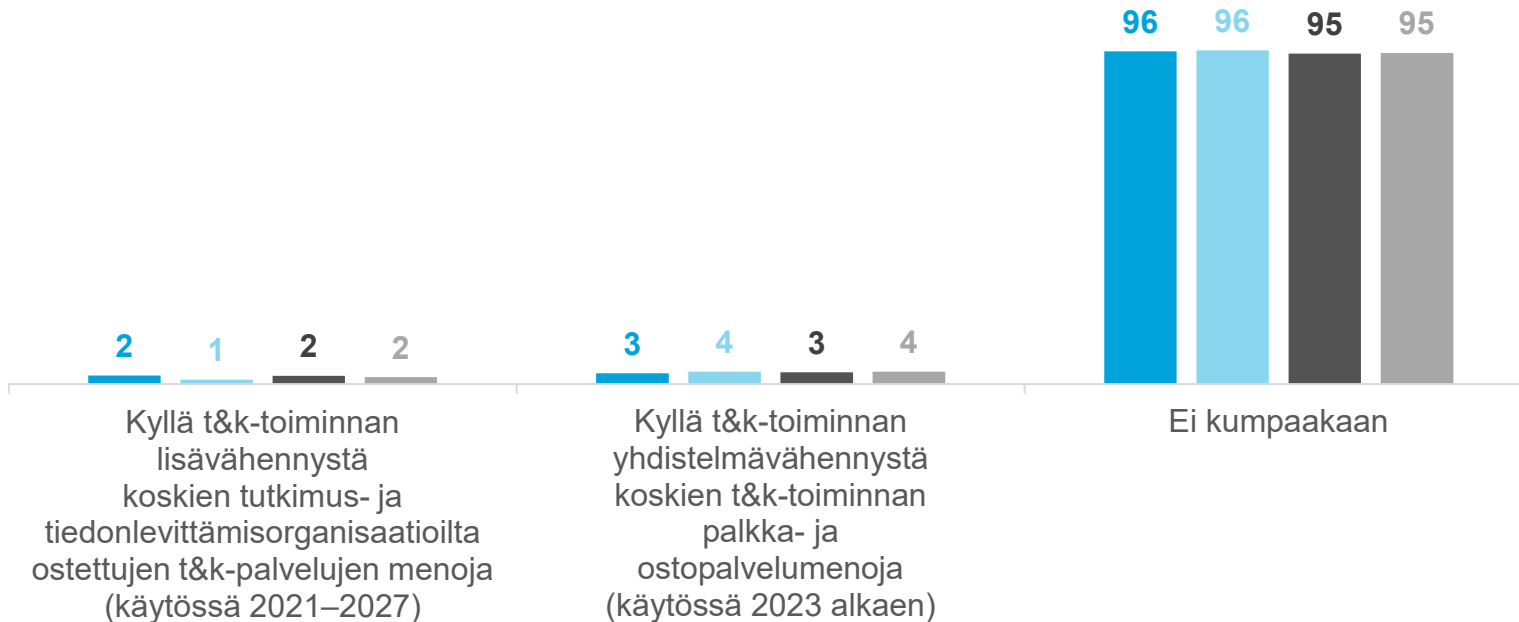 96 96 95 95
2 1 2 2
3 4 3 4
Kyllä t&k-toiminnan
lisävähennystä
koskien tutkimus- ja
tiedonlevittämisorganisaatioilta
ostettujen t&k-palvelujen menoja
(käytössä 2021–2027)
Kyllä t&k-toiminnan
yhdistelmävähennystä
koskien t&k-toiminnan
palkka- ja
ostopalvelumenoja
(käytössä 2023 alkaen)
Ei kumpaakaan